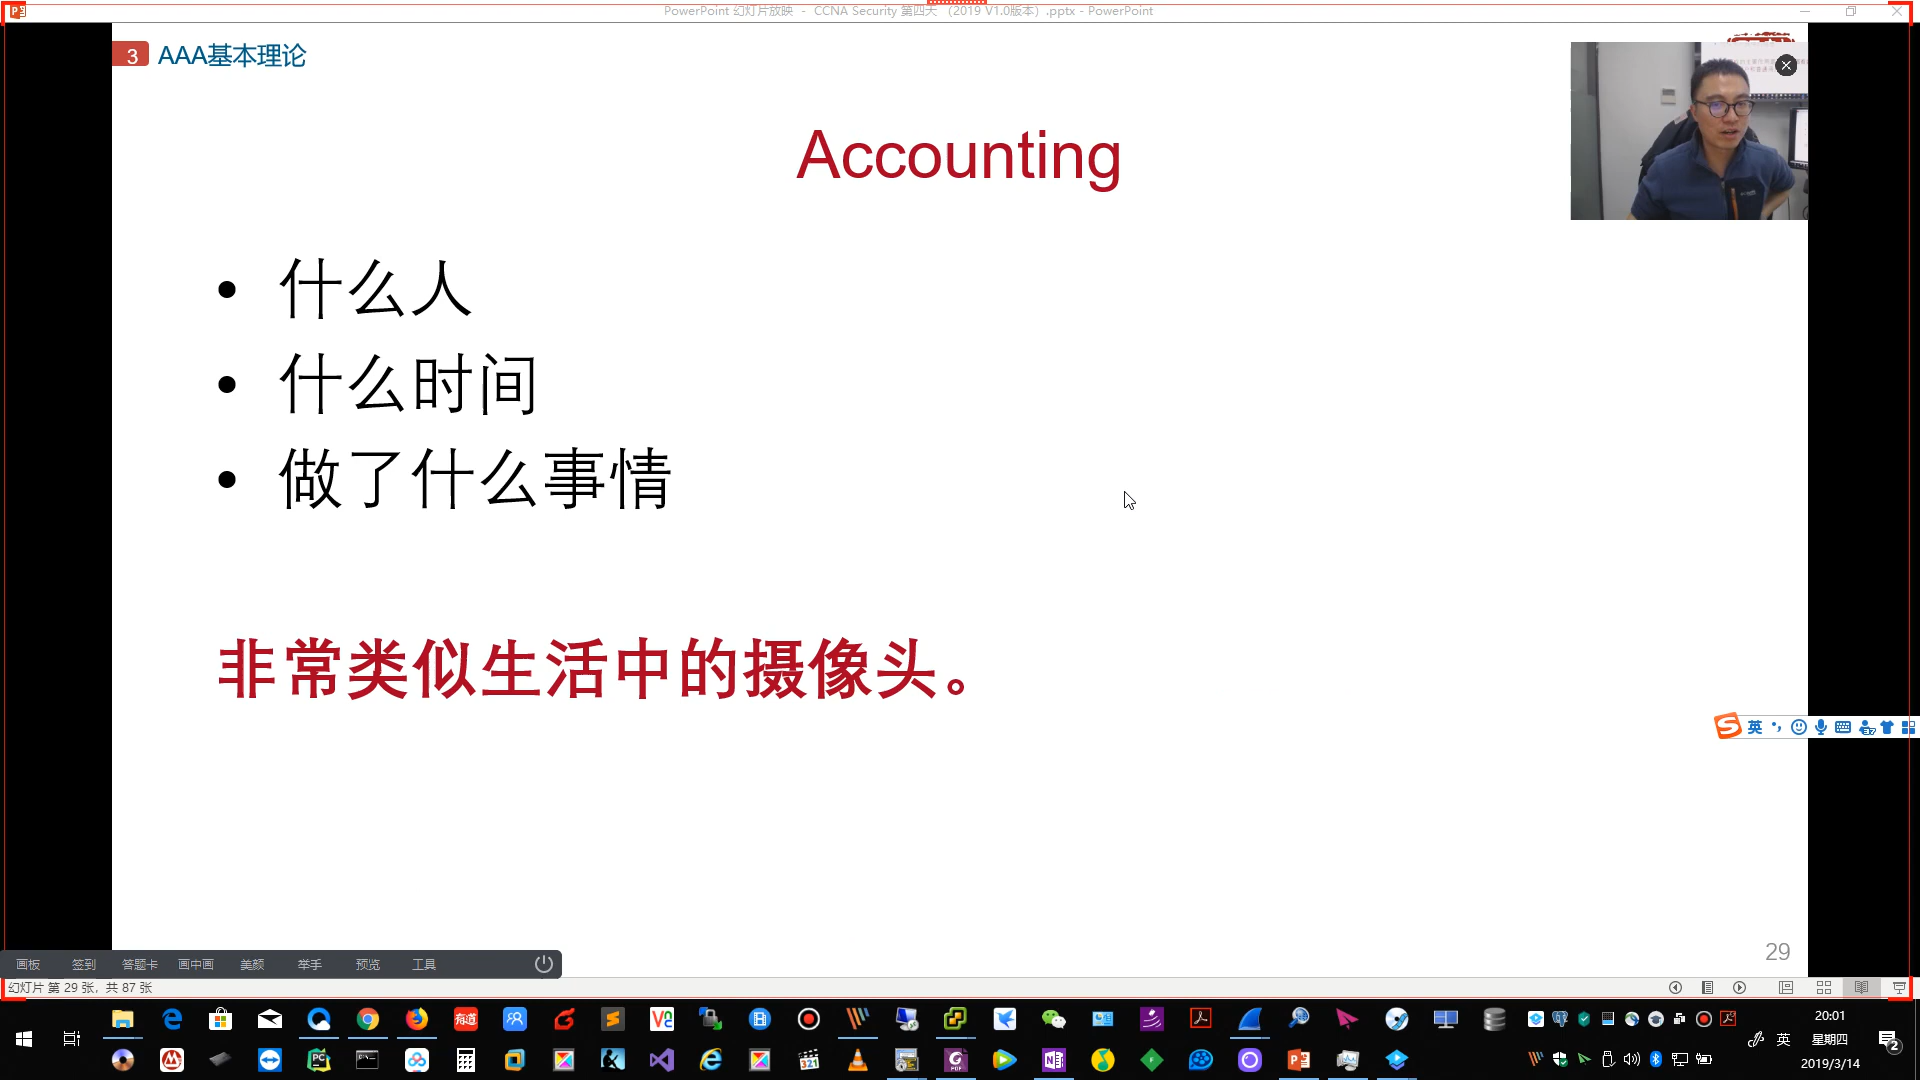 PowerPoint 幻灯片放映 - CCNA Security 第四天 （2019 V1.0版本）.pptx - PowerPoint
3 AAA基本理论
Accounting
• 什么人
• 什么时间
• 做了什么事情
非常类似生活中的摄像头。
英
29
画板 签到 答题卡 画中画 美颜 举手 预览 工具
幻灯片 第 29 张，共 87 张
有道
20:01
英 星期四
2
2019/3/14